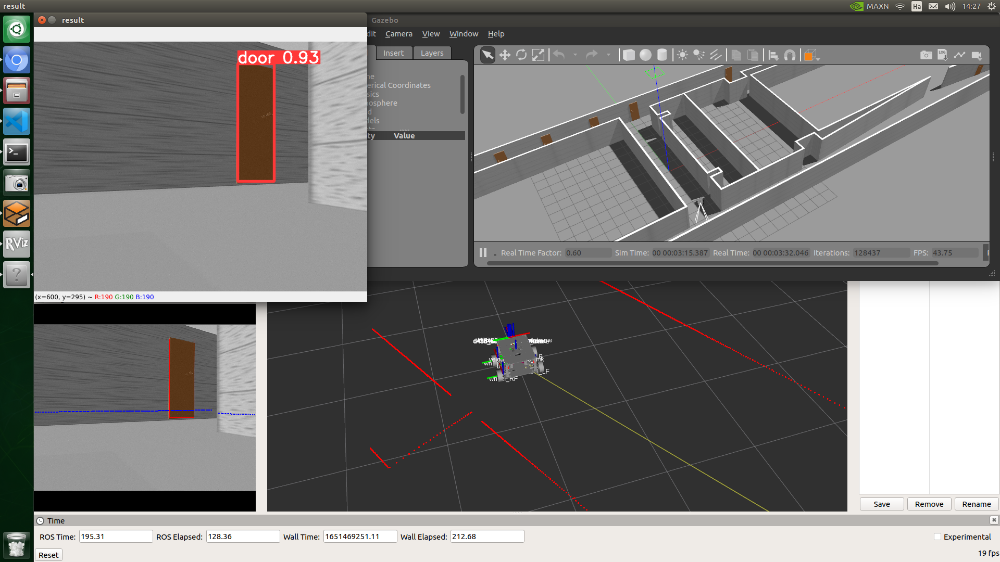 result
MAXN
Ha
14:27
result
Gazebo
door 0.93
dit Camera View Window Help
Insert Layers
LOG
ne
erical Coordinates
sics
nosphere
d
dels
ty Value
Real Time Factor: 0.60 Sim Time: 00 00:03:15.387 Real Time: 00 00:03:32.046 Iterations: 128437 FPS: 43.75
RViz
?
(x=600, y=295) ~ R:190 G:190 B:190
wheel_RF
LF
Save Remove Rename
Time
ROS Time: 195.31 ROS Elapsed: 128.36 Wall Time: 1651469251.11 Wall Elapsed: 212.68
Experimental
Reset
19 fps